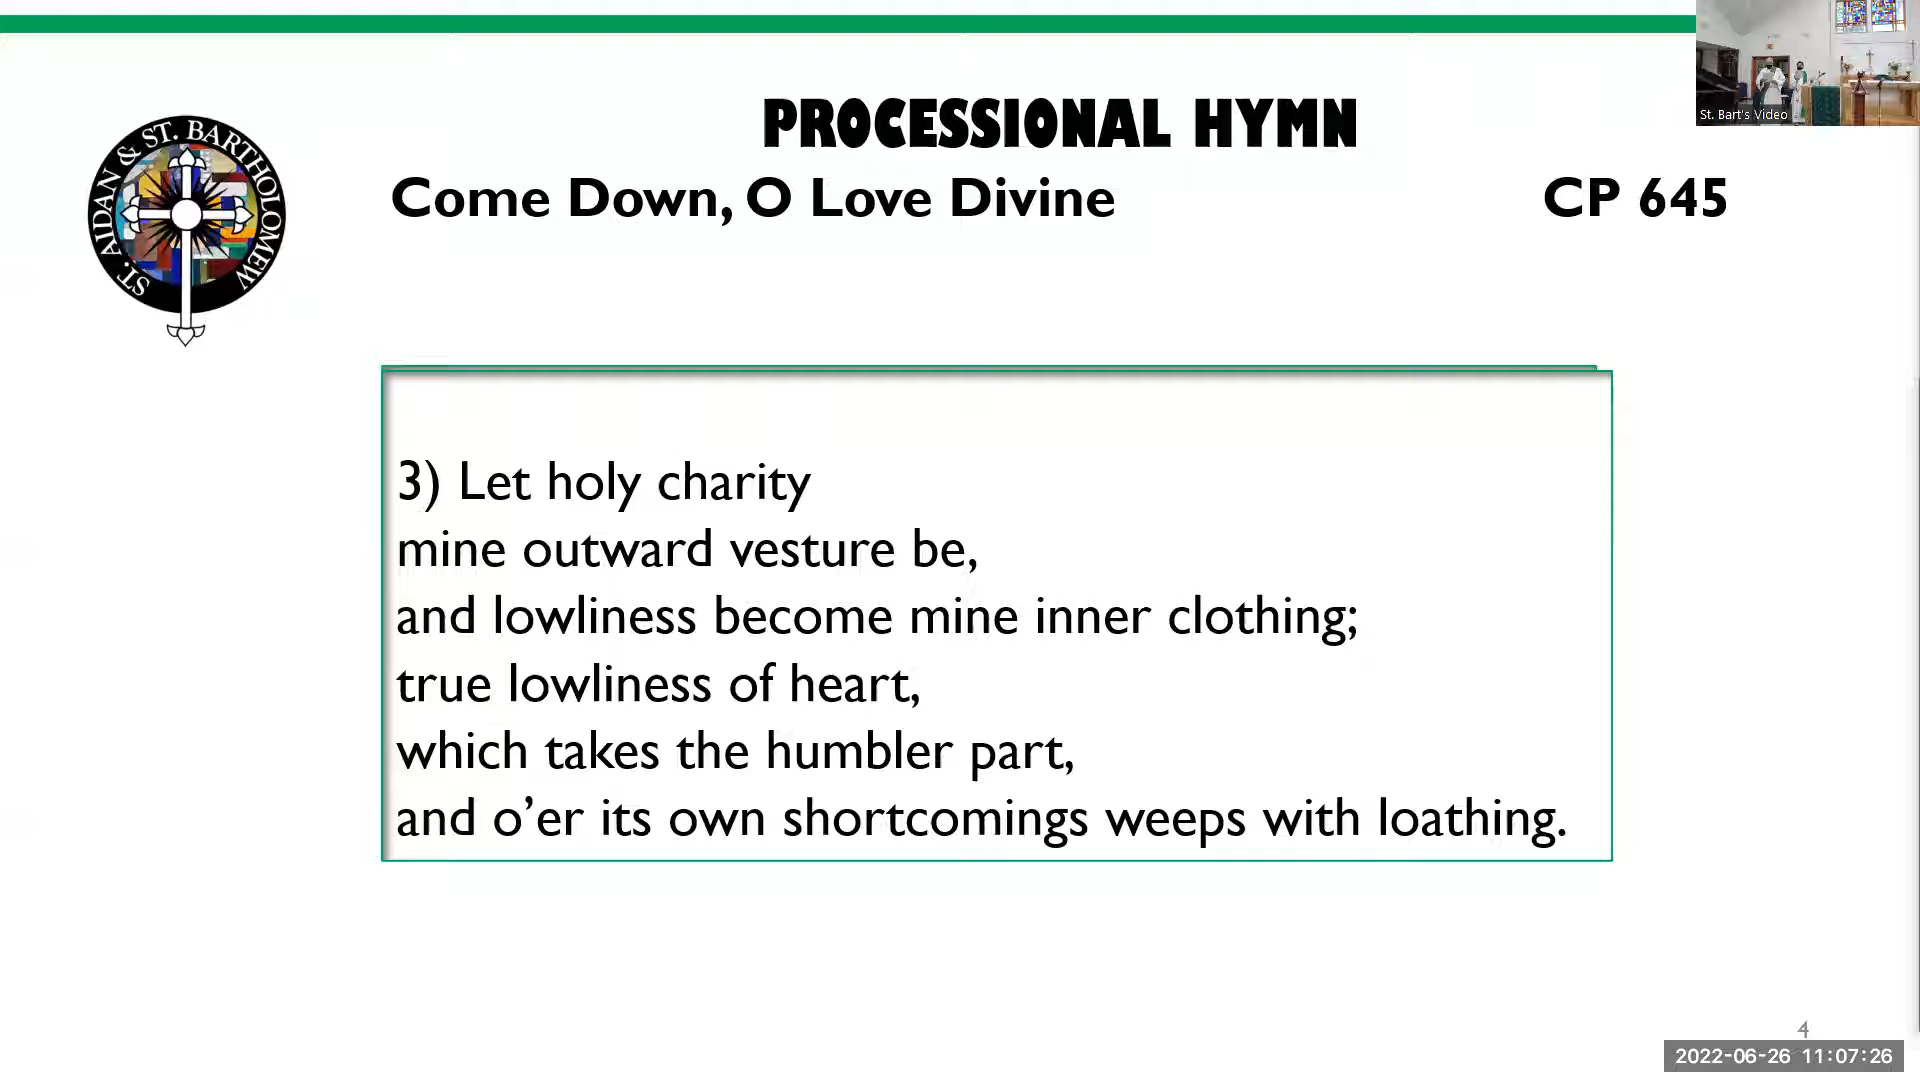 PROCESSIONAL HYMN
Come Down, O Love Divine CP 645
ST. AIDAN & ST. BARTHOLOMEW
St. Bart's Video
3) Let holy charity
mine outward vesture be,
and lowliness become mine inner clothing;
true lowliness of heart,
which takes the humbler part,
and o’er its own shortcomings weeps with loathing.
4
2022-06-26 11:07:26